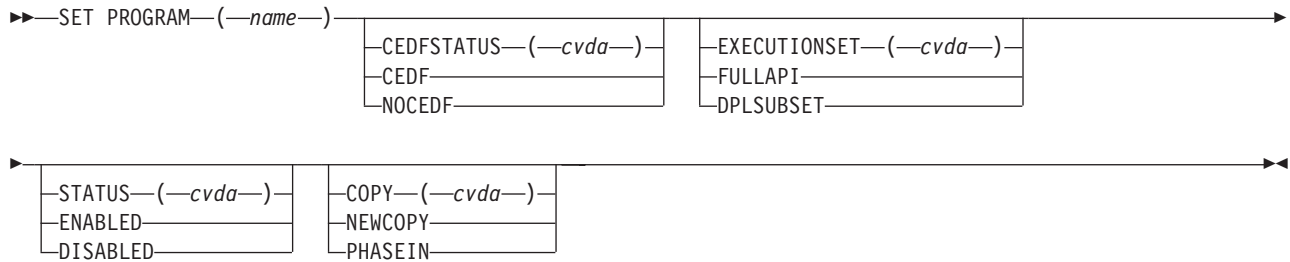 SET PROGRAM ( name )
CEDFSTATUS ( cvda )
CEDF
NOCEDF
EXECUTIONSET ( cvda )
FULLAPI
DPLSUBSET
STATUS ( cvda )
ENABLED
DISABLED
COPY ( cvda )
NEWCOPY
PHASEIN